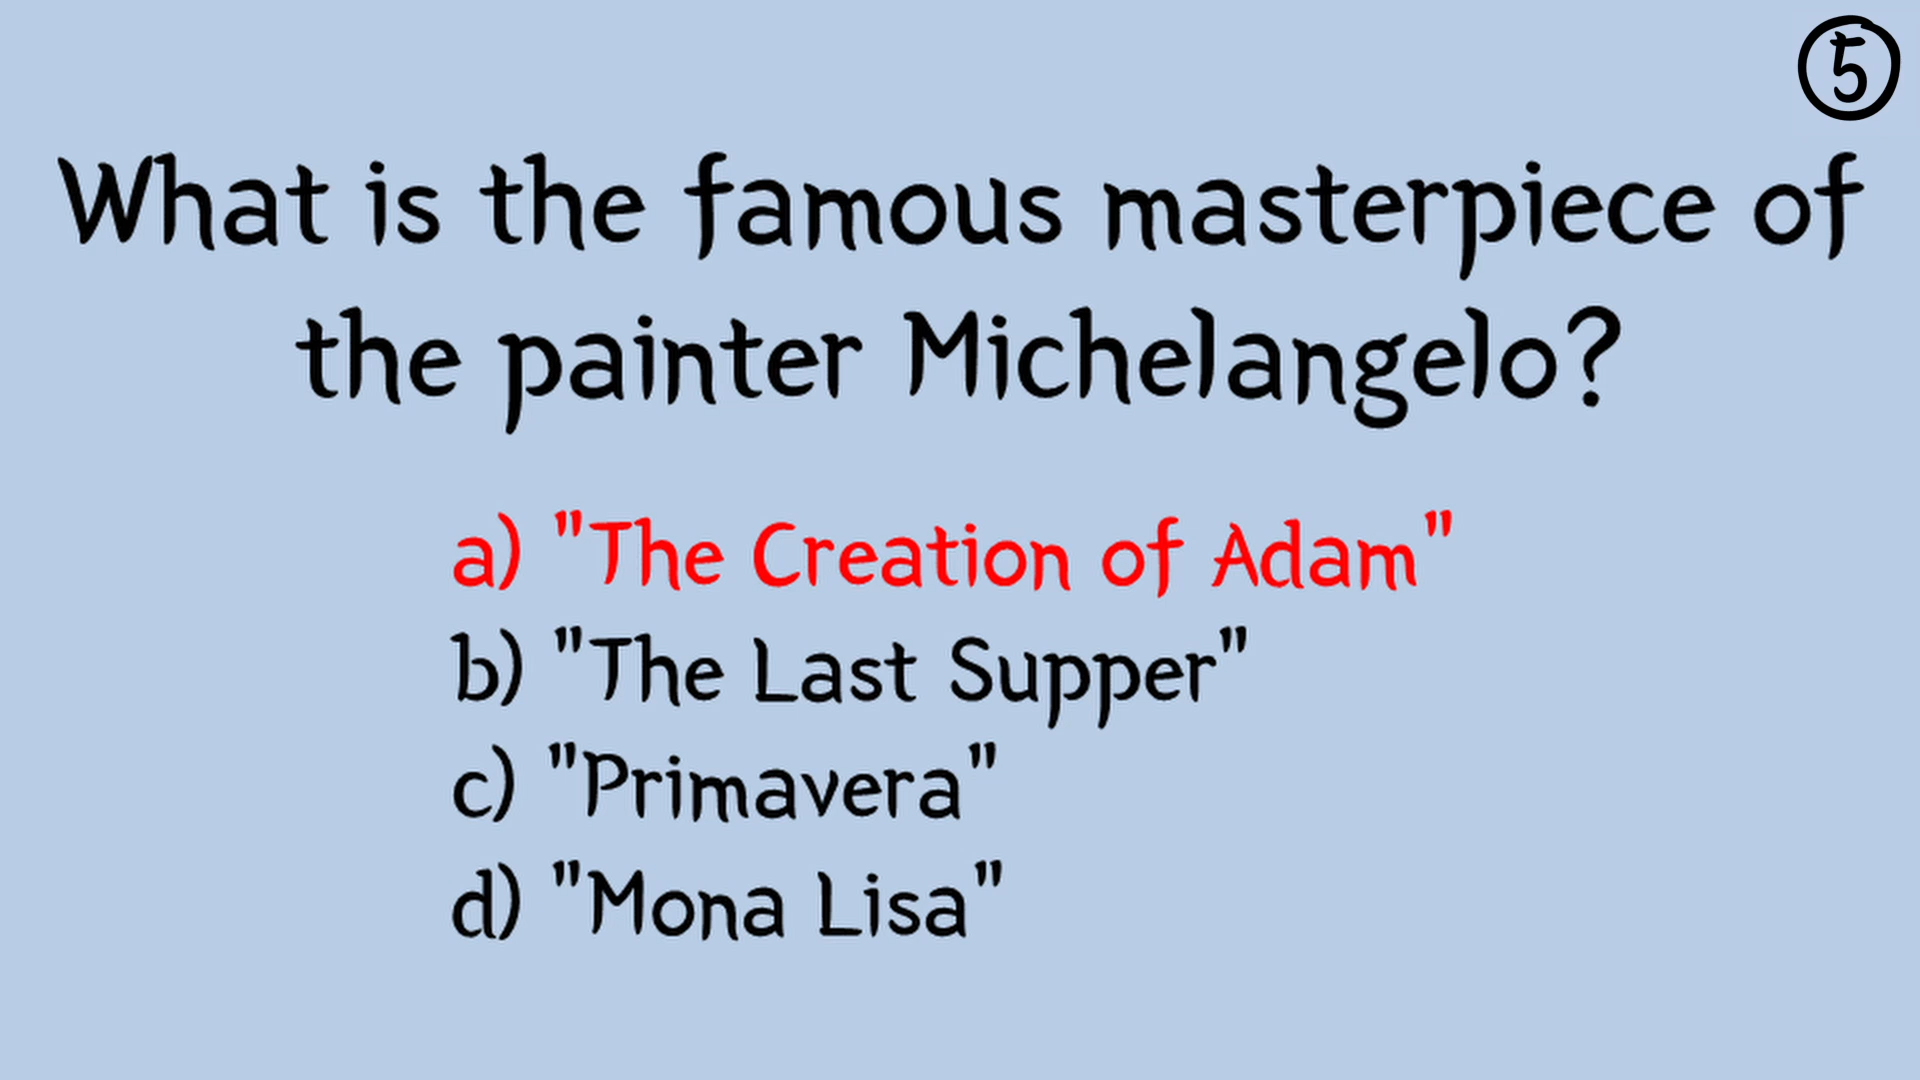 5
What is the famous masterpiece of
the painter Michelangelo?
a) "The Creation of Adam"
b) "The Last Supper"
c) "Primavera"
d) "Mona Lisa"